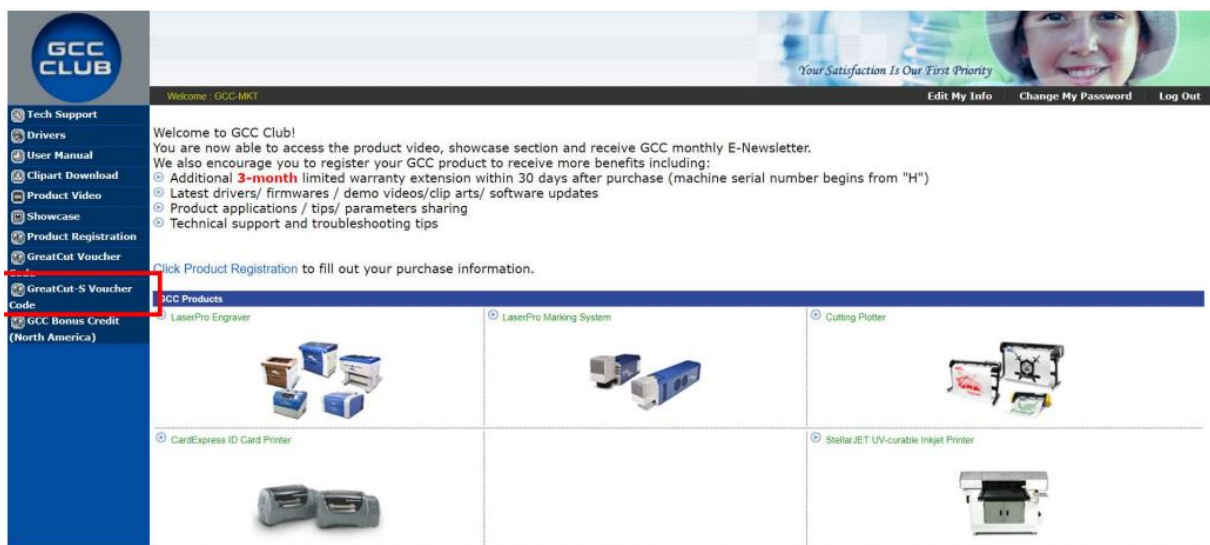 GCC
CLUB
Your Satisfaction Is Our First Priority
Welcome : GCC-MKT
Edit My Info
Change My Password
Log Out
Tech Support
Drivers
User Manual
Clipart Download
Product Video
Showcase
Product Registration
GreatCut Voucher
Code
GreatCut-S Voucher
Code
GCC Bonus Credit
(North America)
Welcome to GCC Club!
You are now able to access the product video, showcase section and receive GCC monthly E-Newsletter.
We also encourage you to register your GCC product to receive more benefits including:
Additional 3-month limited warranty extension within 30 days after purchase (machine serial number begins from "H")
Latest drivers/ firmwares / demo videos/clip arts/ software updates
Product applications / tips/ parameters sharing
Technical support and troubleshooting tips
Click Product Registration to fill out your purchase information.
GCC Products
LaserPro Engraver
LaserPro Marking System
Cutting Plotter
CardExpress ID Card Printer
StellarJET UV-curable Inkjet Printer